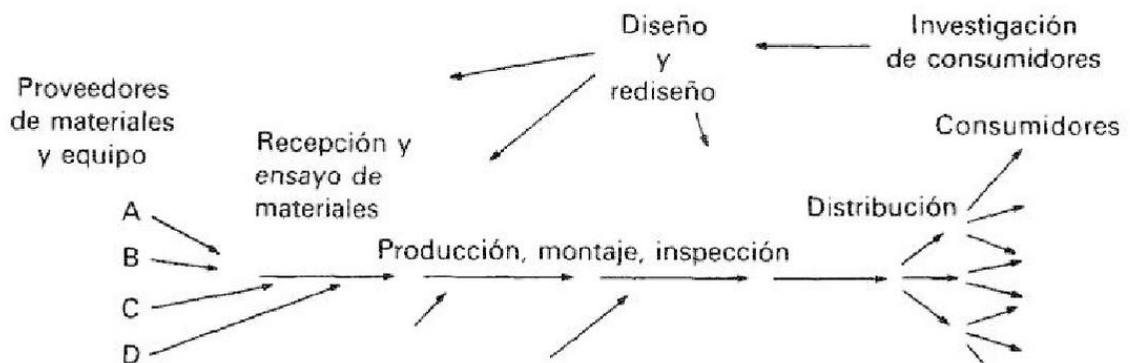 Diseño
y
rediseño
Investigación
de consumidores
Proveedores
de materiales
y equipo
Recepción y
ensayo de
materiales
Consumidores
A
B
C
D
Distribución
Producción, montaje, inspección